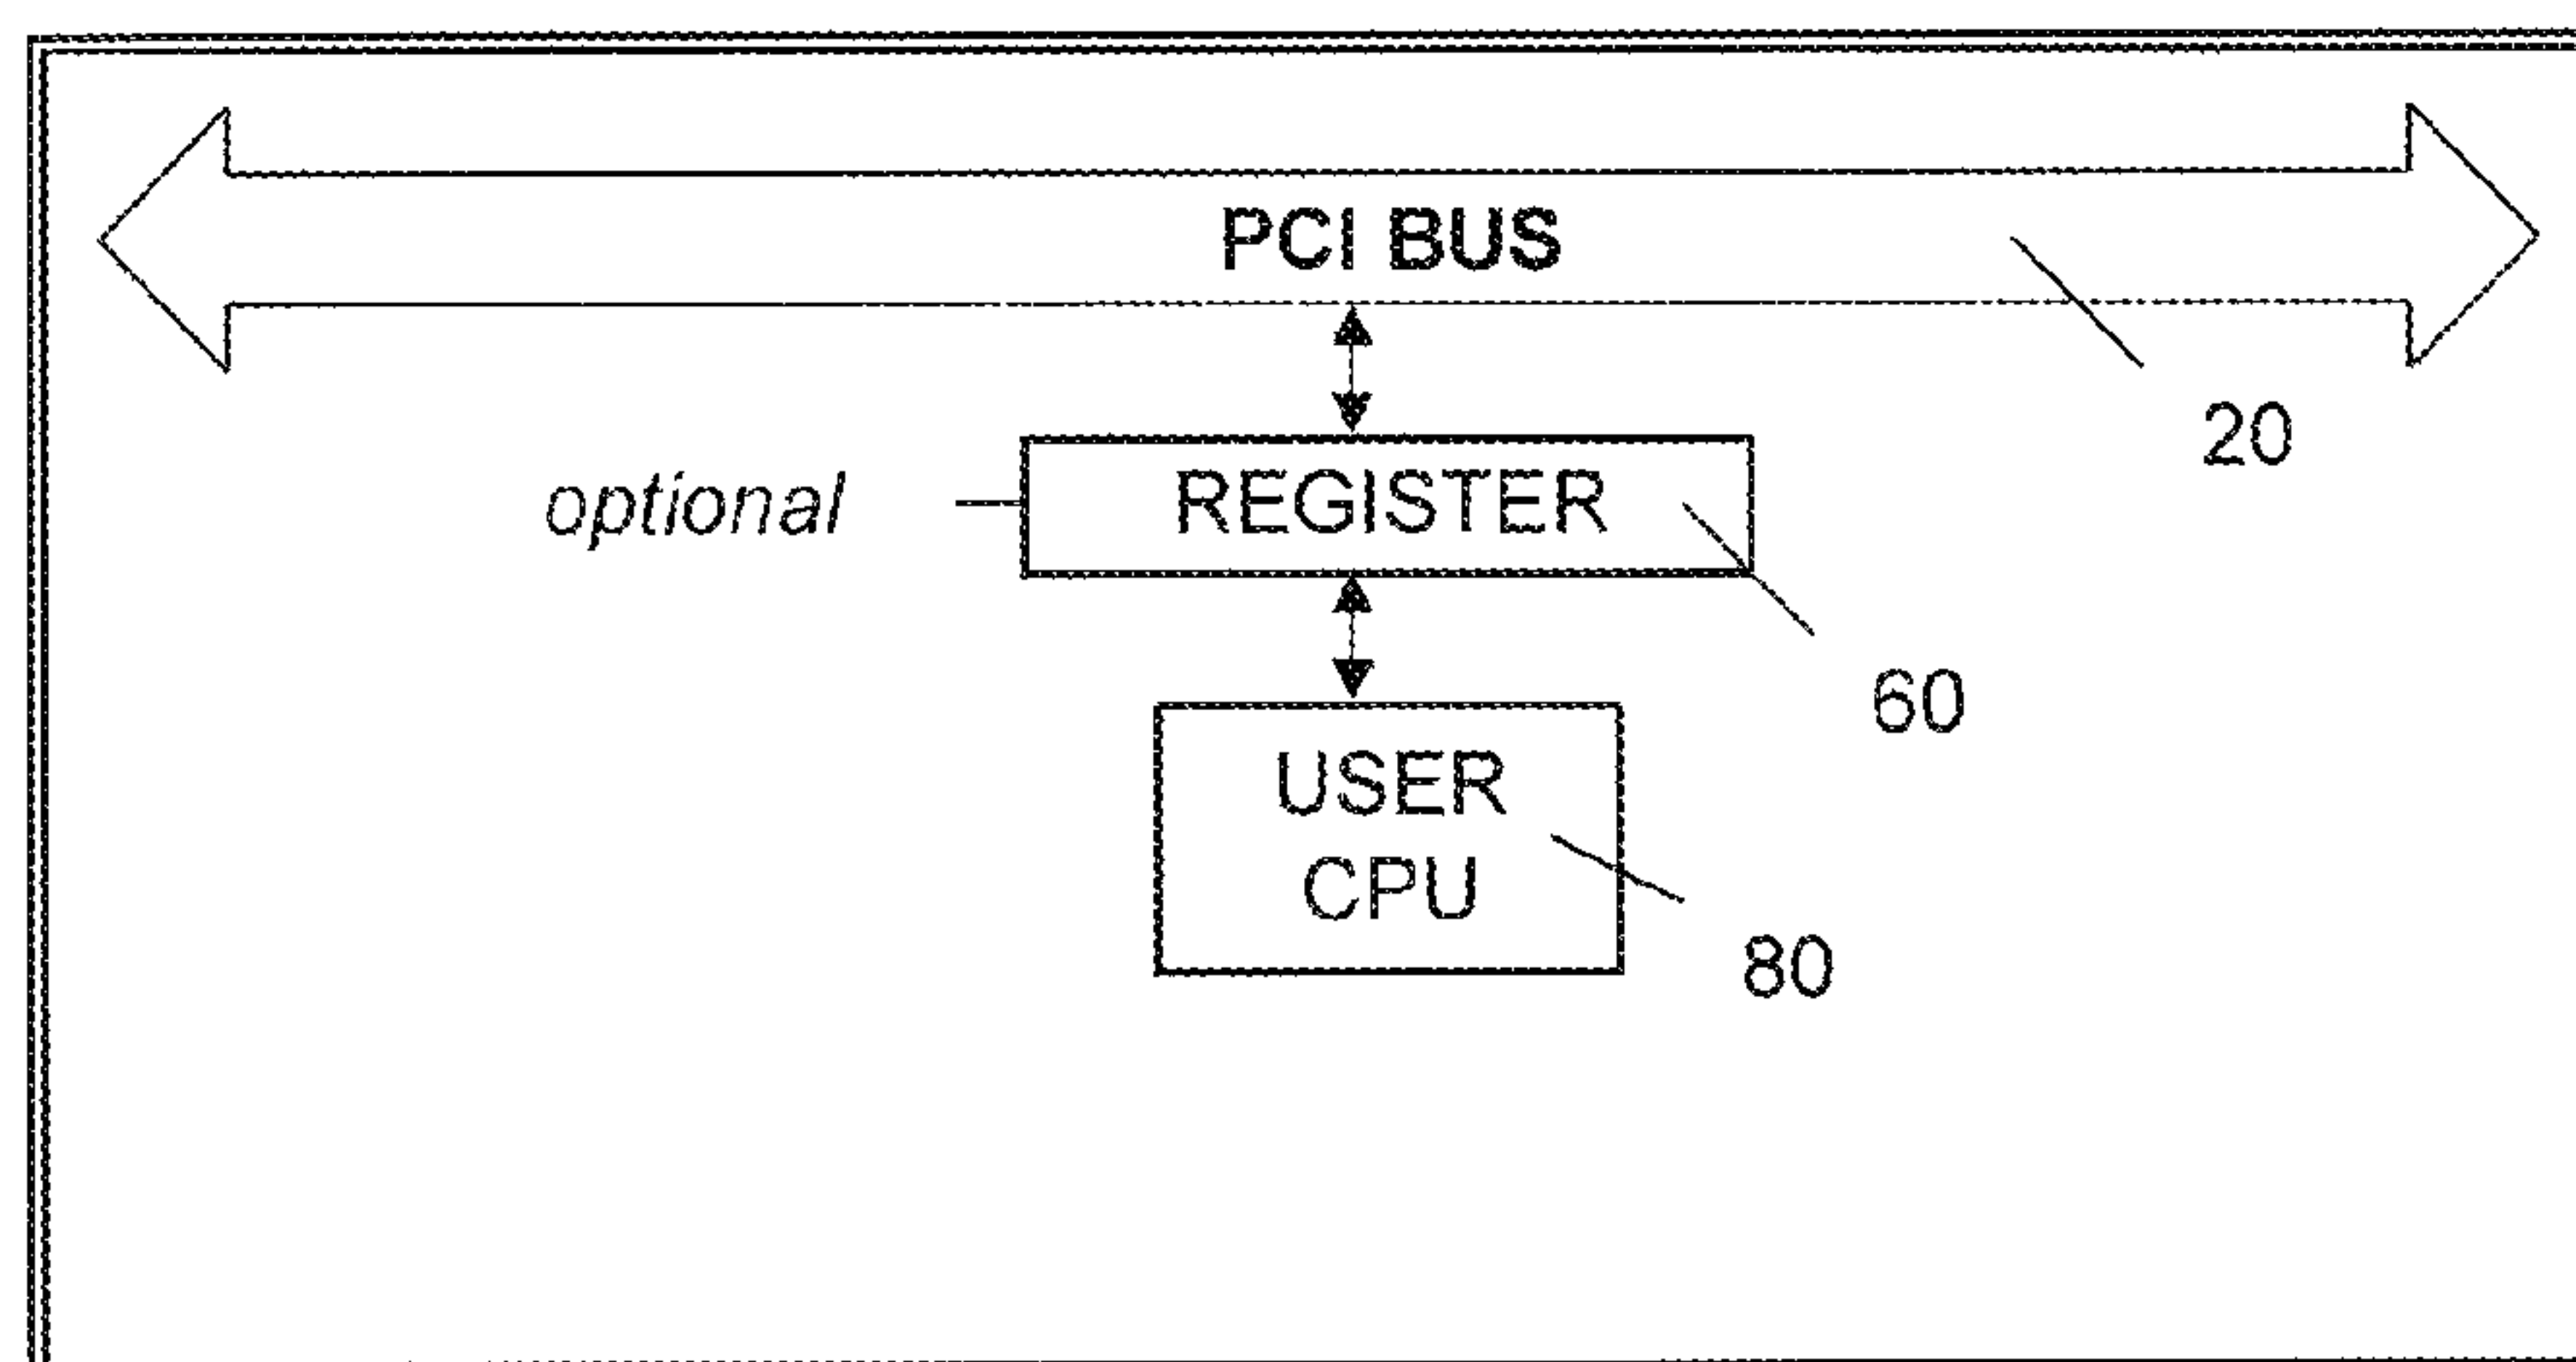 PCI BUS
20
optional
REGISTER
60
USER
CPU
80